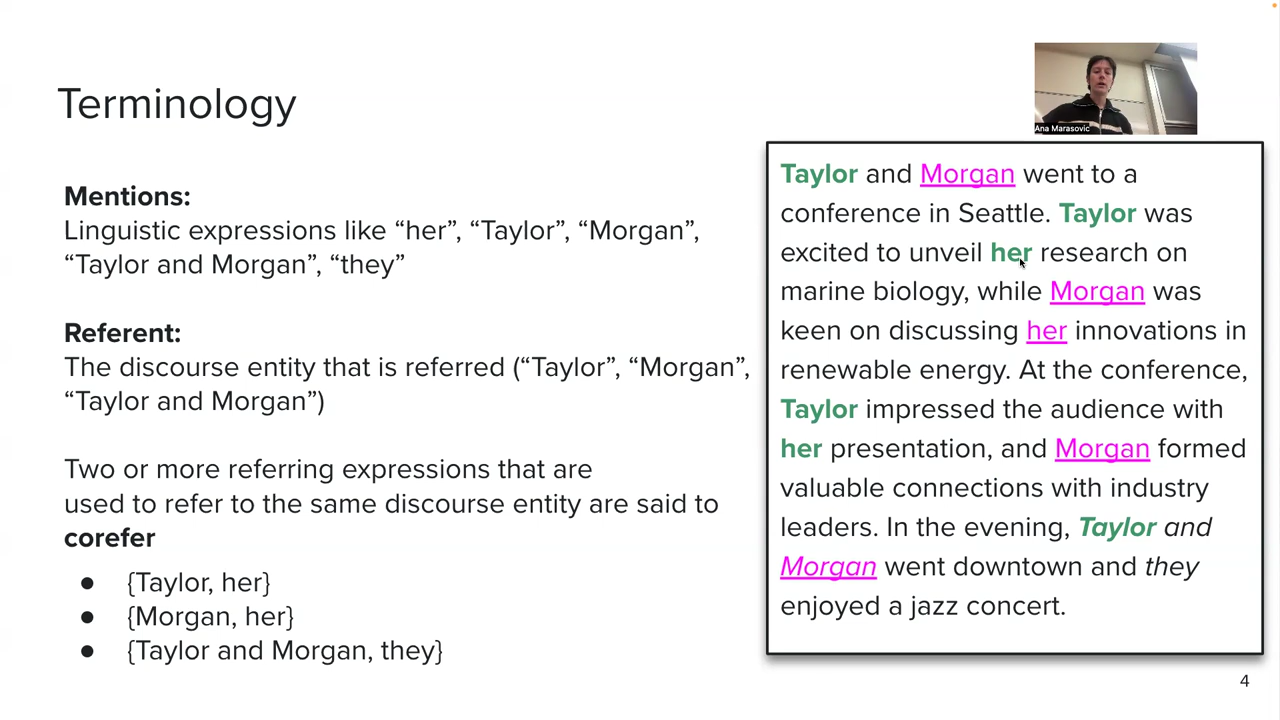 Terminology
Ana Marasovic
Mentions:
Linguistic expressions like “her”, “Taylor”, “Morgan”,
“Taylor and Morgan”, “they”
Referent:
The discourse entity that is referred (“Taylor”, “Morgan”,
“Taylor and Morgan”)
Two or more referring expressions that are
used to refer to the same discourse entity are said to
corefer
● {Taylor, her}
● {Morgan, her}
● {Taylor and Morgan, they}
Taylor and Morgan went to a
conference in Seattle. Taylor was
excited to unveil her research on
marine biology, while Morgan was
keen on discussing her innovations in
renewable energy. At the conference,
Taylor impressed the audience with
her presentation, and Morgan formed
valuable connections with industry
leaders. In the evening, Taylor and
Morgan went downtown and they
enjoyed a jazz concert.
4